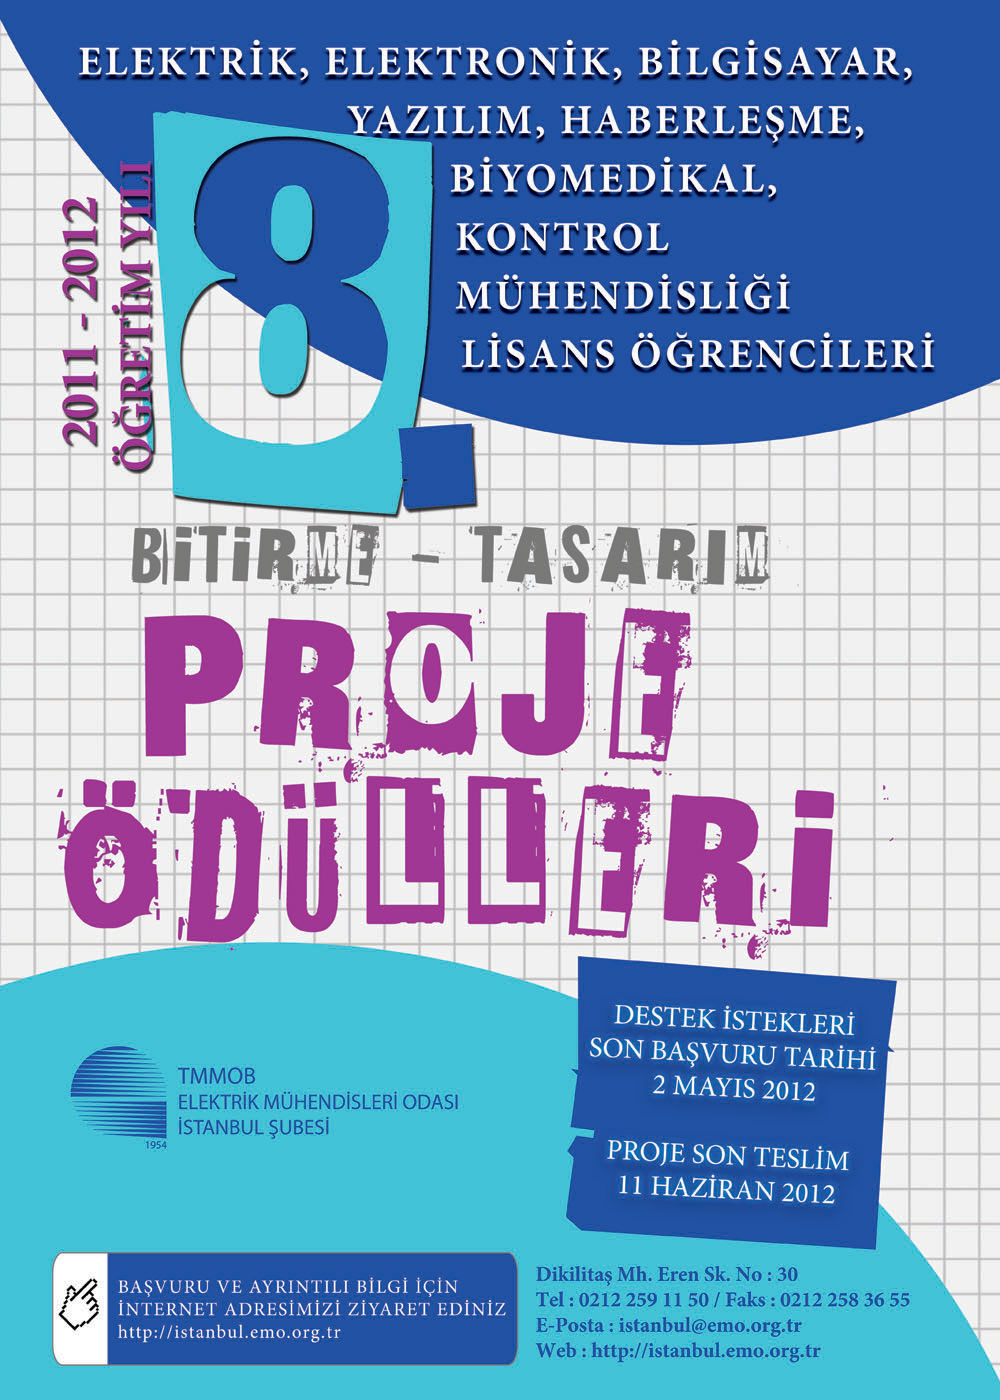 ELEKTRİK, ELEKTRONİK, BİLGİSAYAR,
YAZILIM, HABERLEŞME,
BİYOMEDİKAL,
KONTROL
MÜHENDİSLİĞİ
LİSANS ÖĞRENCİLERİ
2011 - 2012
ÖĞRETİM YILI
8.
BİTİRME - TASARIM
PROJE
ÖDÜLLERİ
DESTEK İSTEKLERİ
SON BAŞVURU TARİHİ
2 MAYIS 2012
PROJE SON TESLİM
11 HAZİRAN 2012
TMMOB
ELEKTRİK MÜHENDİSLERİ ODASI
İSTANBUL ŞUBESİ
1954
BAŞVURU VE AYRINTILI BİLGİ İÇİN
İNTERNET ADRESİMİZİ ZİYARET EDİNİZ
http://istanbul.emo.org.tr
Dikilitaş Mh. Eren Sk. No : 30
Tel : 0212 259 11 50 / Faks : 0212 258 36 55
E-Posta : istanbul@emo.org.tr
Web : http://istanbul.emo.org.tr